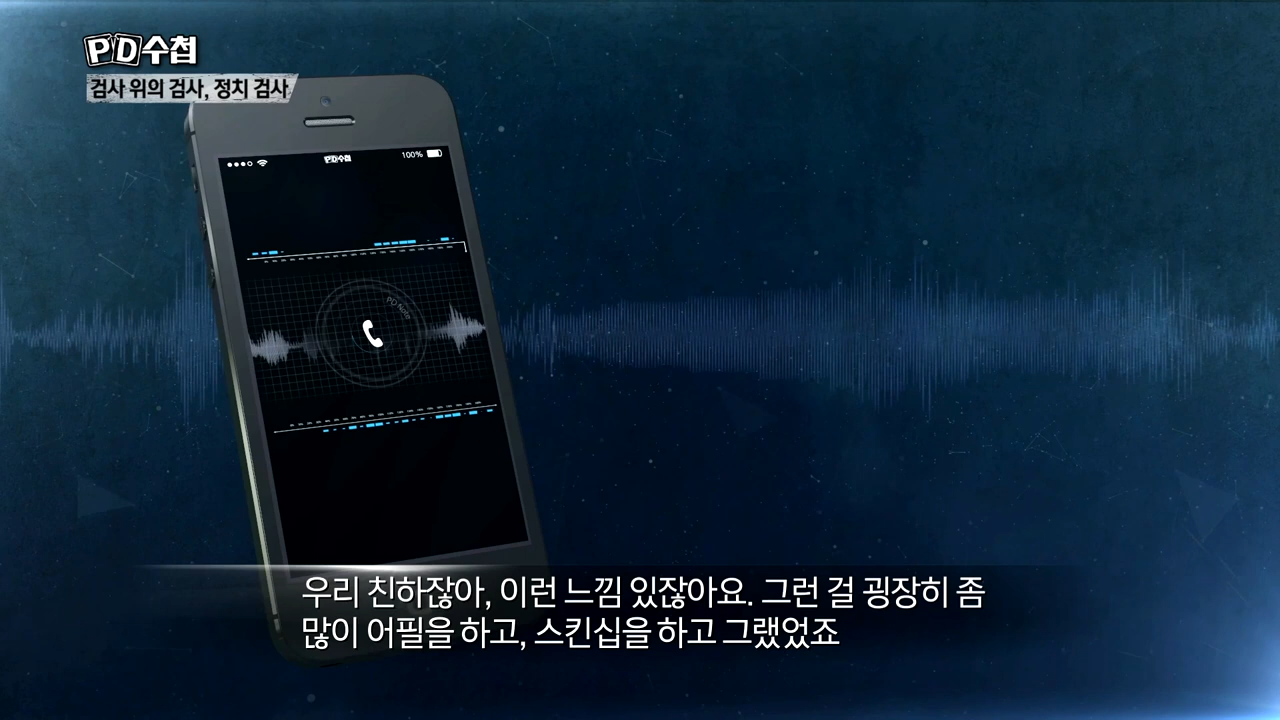 PD수첩
검사 위의 검사, 정치 검사
PD수첩
100%
PD Note
우리 친하잖아, 이런 느낌 있잖아요. 그런 걸 굉장히 좀
많이 어필을 하고, 스킨십을 하고 그랬었죠